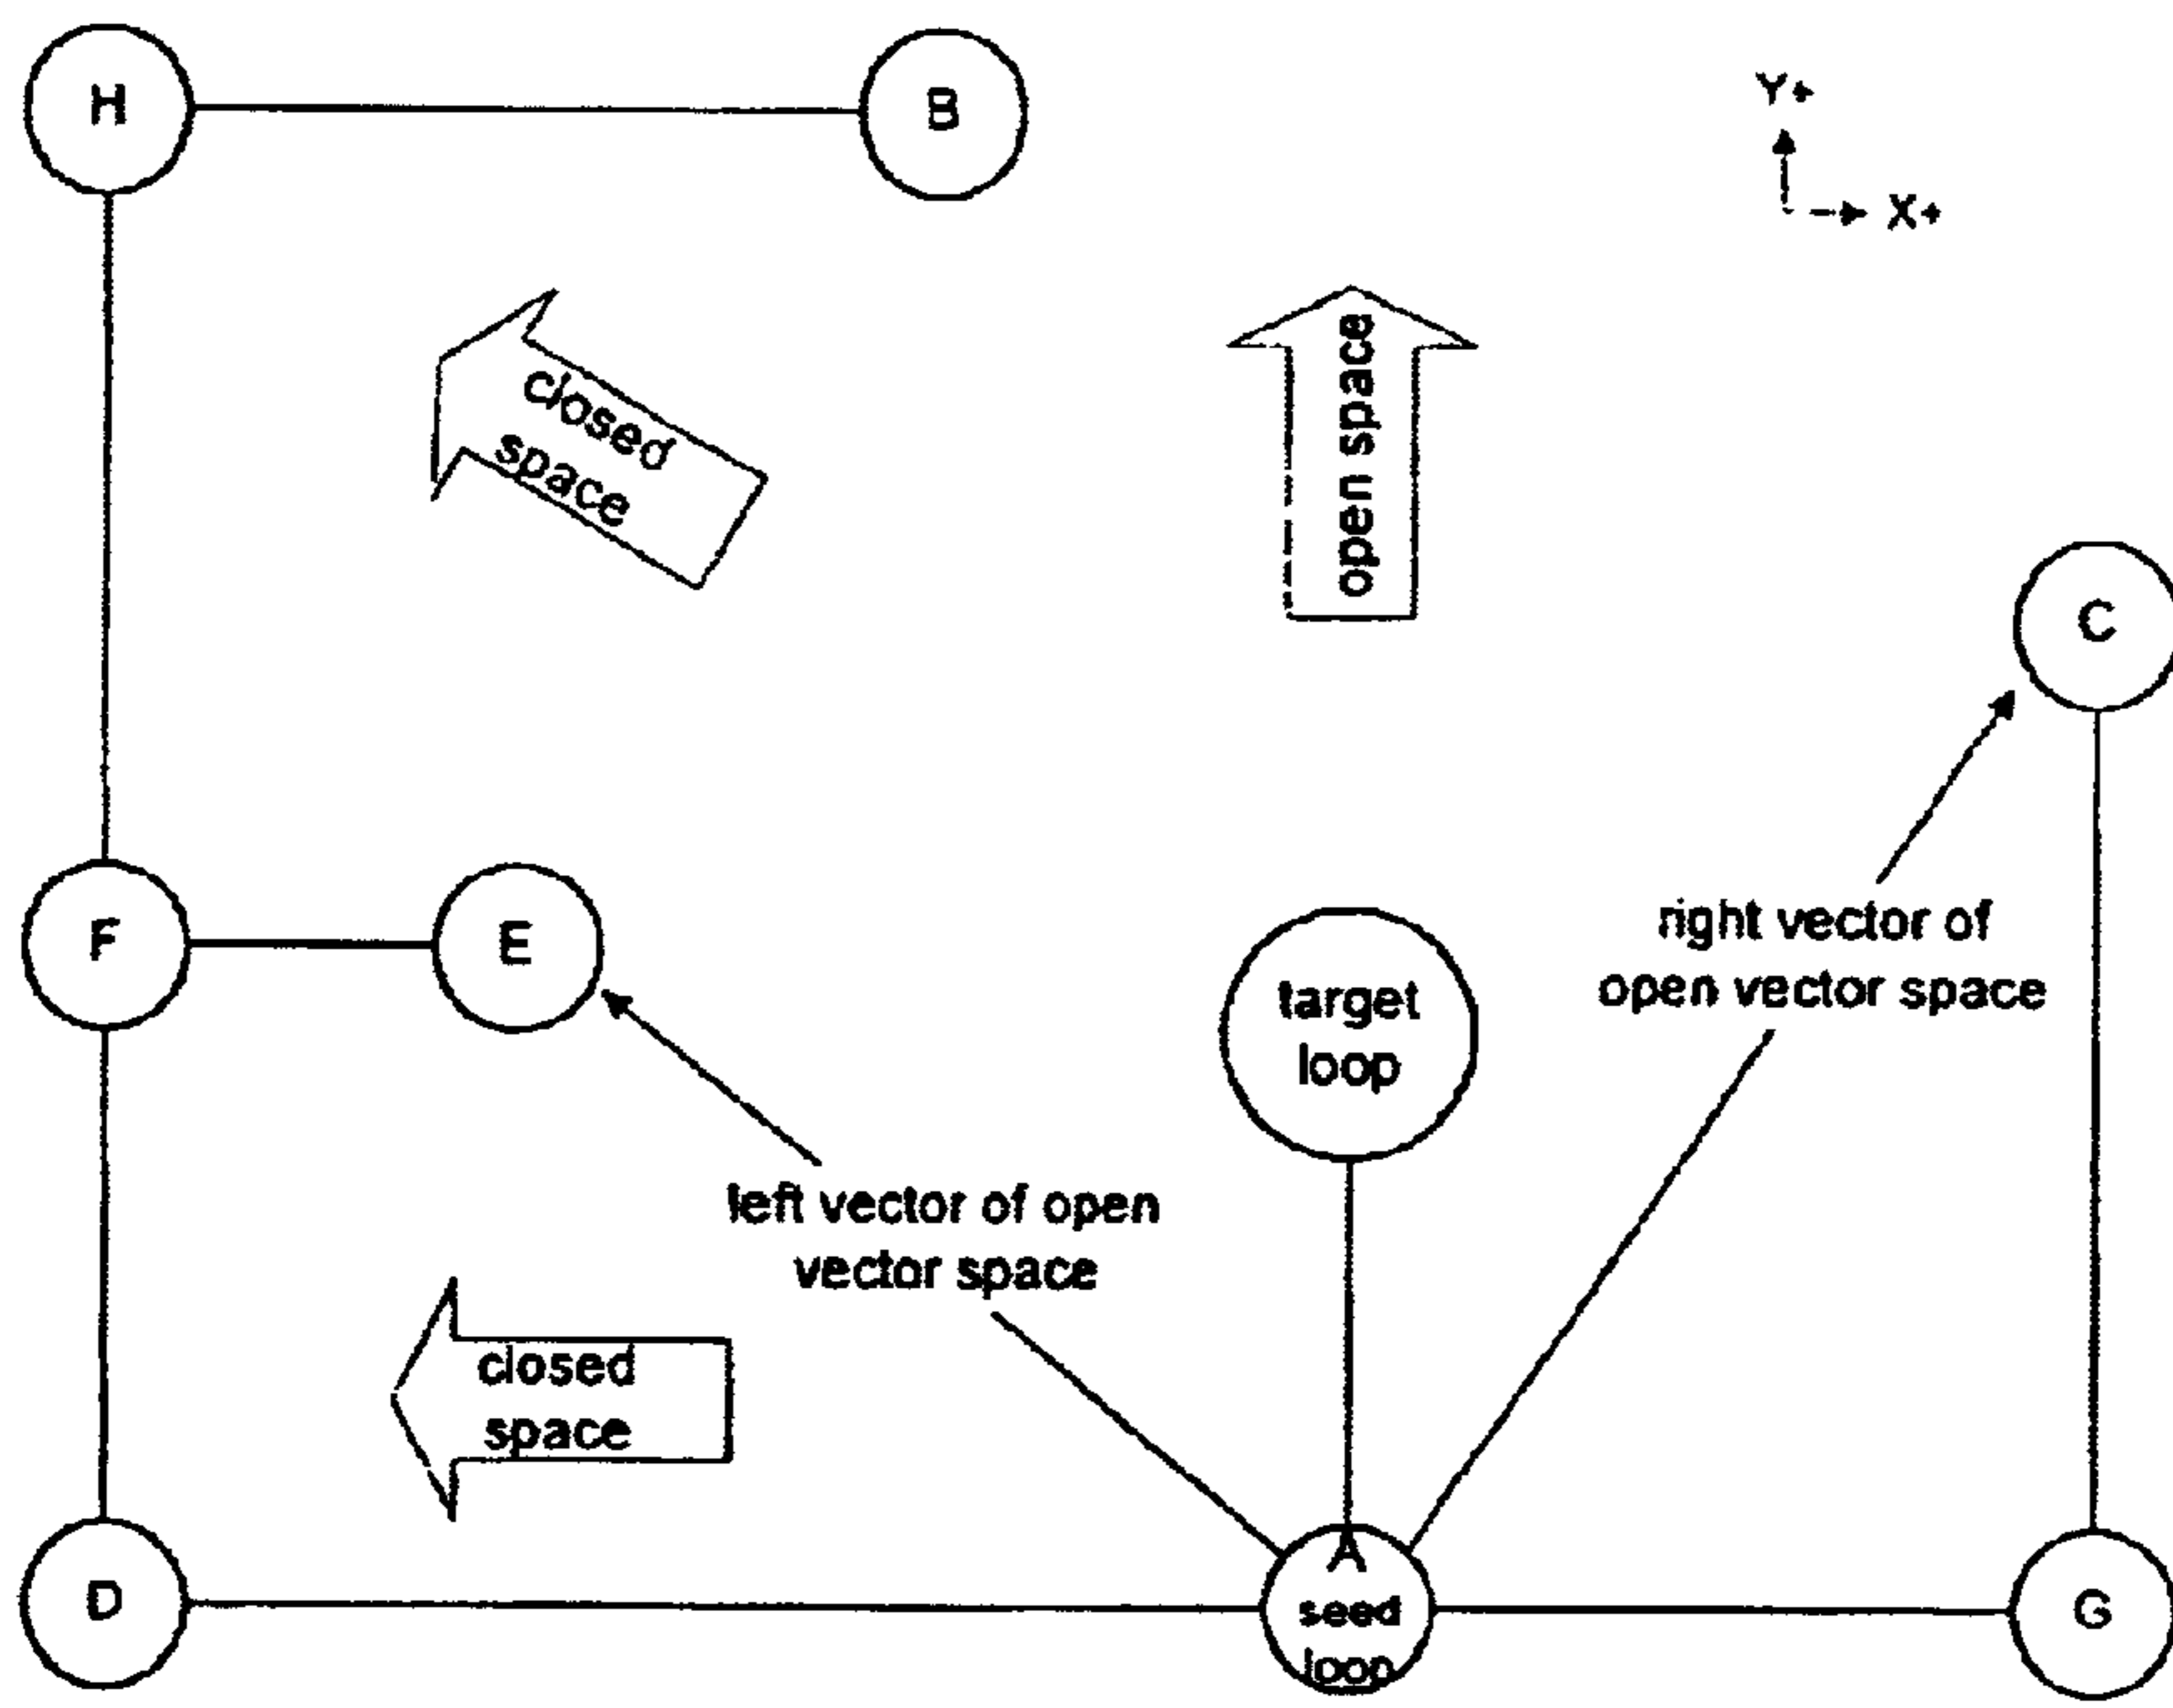 H
B
Y+
X+
closed
space
open space
C
F
E
target
loop
right vector of
open vector space
left vector of open
vector space
closed
space
D
A
seed
loop
G